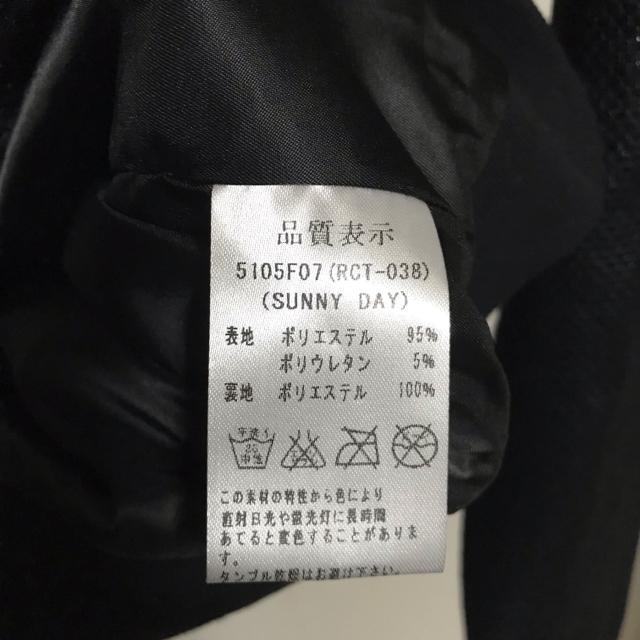 品質表示
5105F07(RCT-038)
(SUNNY DAY)
表地 ポリエステル 95%
ポリウレタン 5%
裏地 ポリエステル 100%
手洗イ
30
中性
この素材の特性から色により
直射日光や蛍光灯に長時間
あてると変色することがありま
す。
タンブル乾燥はお避け下さい。